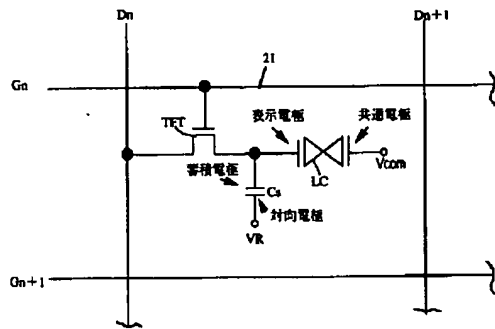 Dn
Dn+1
Gn
21
TFT
表示電極
共通電極
Vcom
LC
蓄積電極
Cs
対向電極
VR
Gn+1